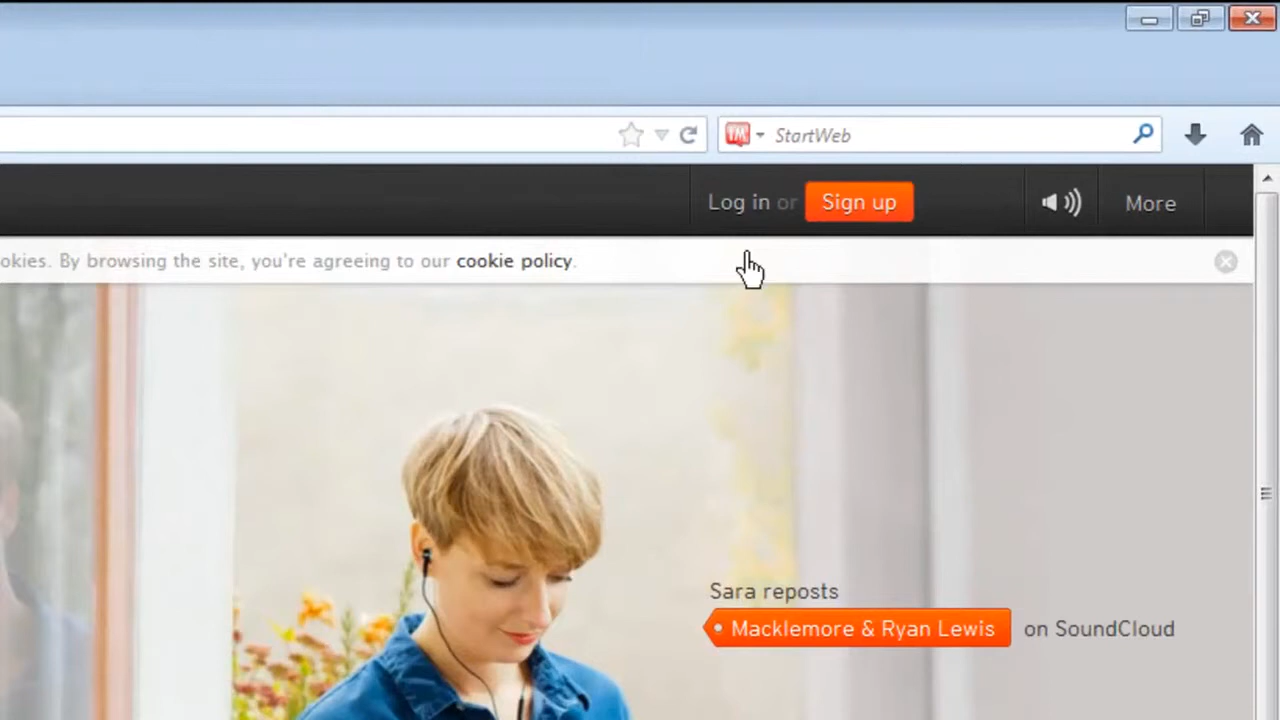 StartWeb
Log in or Sign up
More
okies. By browsing the site, you're agreeing to our cookie policy.
Sara reposts
Macklemore & Ryan Lewis on SoundCloud